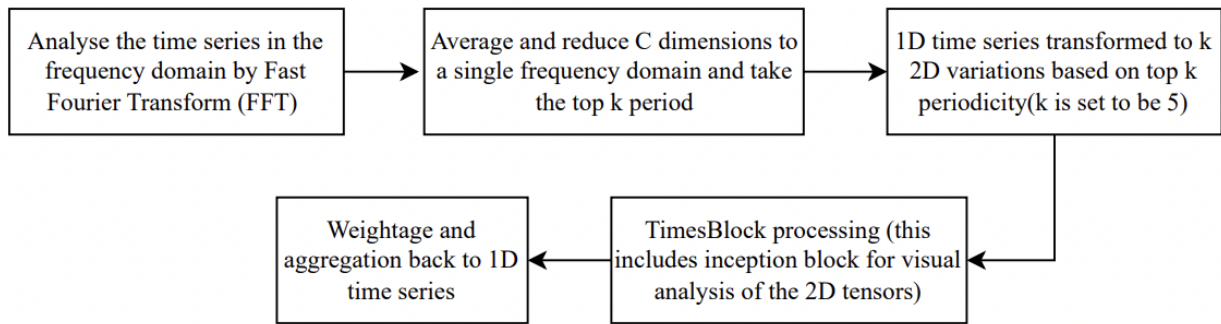 Analyse the time series in the
frequency domain by Fast
Fourier Transform (FFT)
Average and reduce C dimensions to
a single frequency domain and take
the top k period
1D time series transformed to k
2D variations based on top k
periodicity(k is set to be 5)
TimesBlock processing (this
includes inception block for visual
analysis of the 2D tensors)
Weightage and
aggregation back to 1D
time series